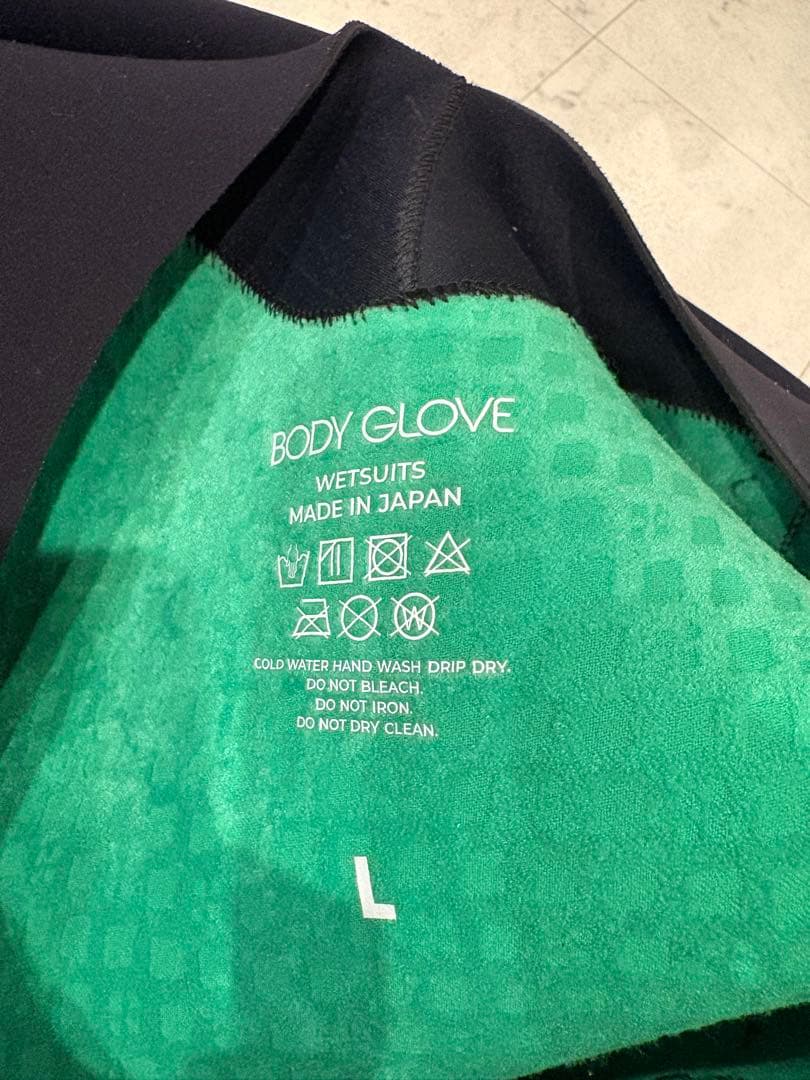 BODY GLOVE
WETSUITS
MADE IN JAPAN
W
COLD WATER HAND WASH DRIP DRY.
DO NOT BLEACH.
DO NOT IRON.
DO NOT DRY CLEAN.
L